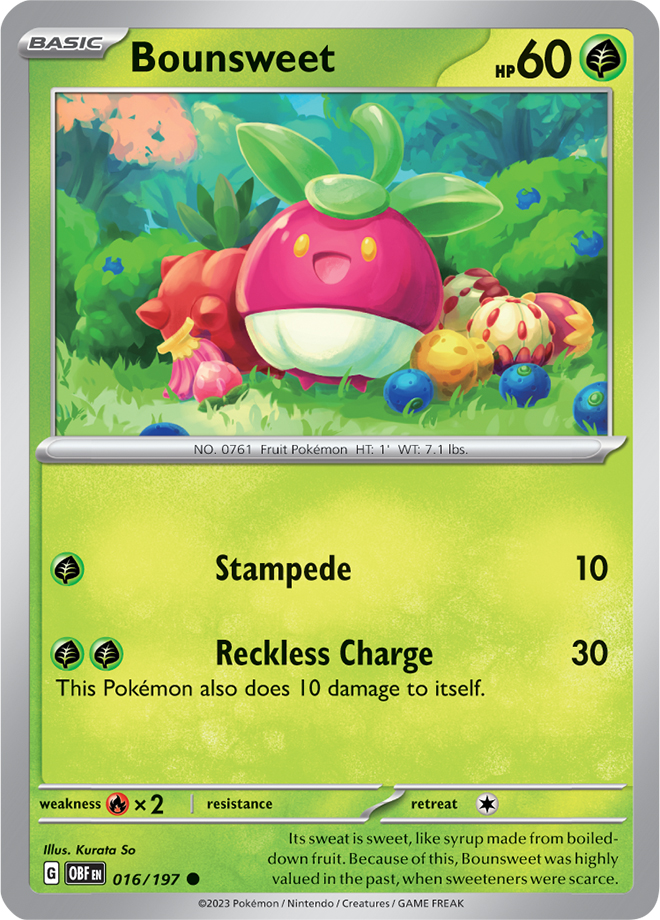 BASIC
Bounsweet
HP 60
NO. 0761 Fruit Pokémon HT: 1' WT: 7.1 lbs.
Stampede 10
Reckless Charge 30
This Pokémon also does 10 damage to itself.
weakness ×2 resistance retreat
Illus. Kurata So
G OBF EN 016/197
Its sweat is sweet, like syrup made from boiled-
down fruit. Because of this, Bounsweet was highly
valued in the past, when sweeteners were scarce.
©2023 Pokémon / Nintendo / Creatures / GAME FREAK